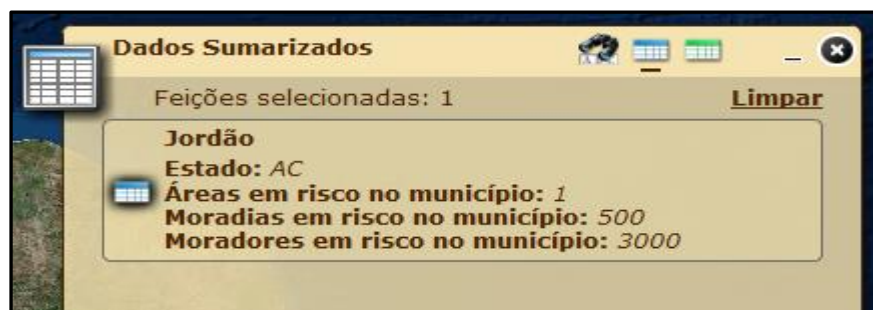 Dados Sumarizados
Feições selecionadas: 1 Limpar
Jordão
Estado: AC
Áreas em risco no município: 1
Moradias em risco no município: 500
Moradores em risco no município: 3000